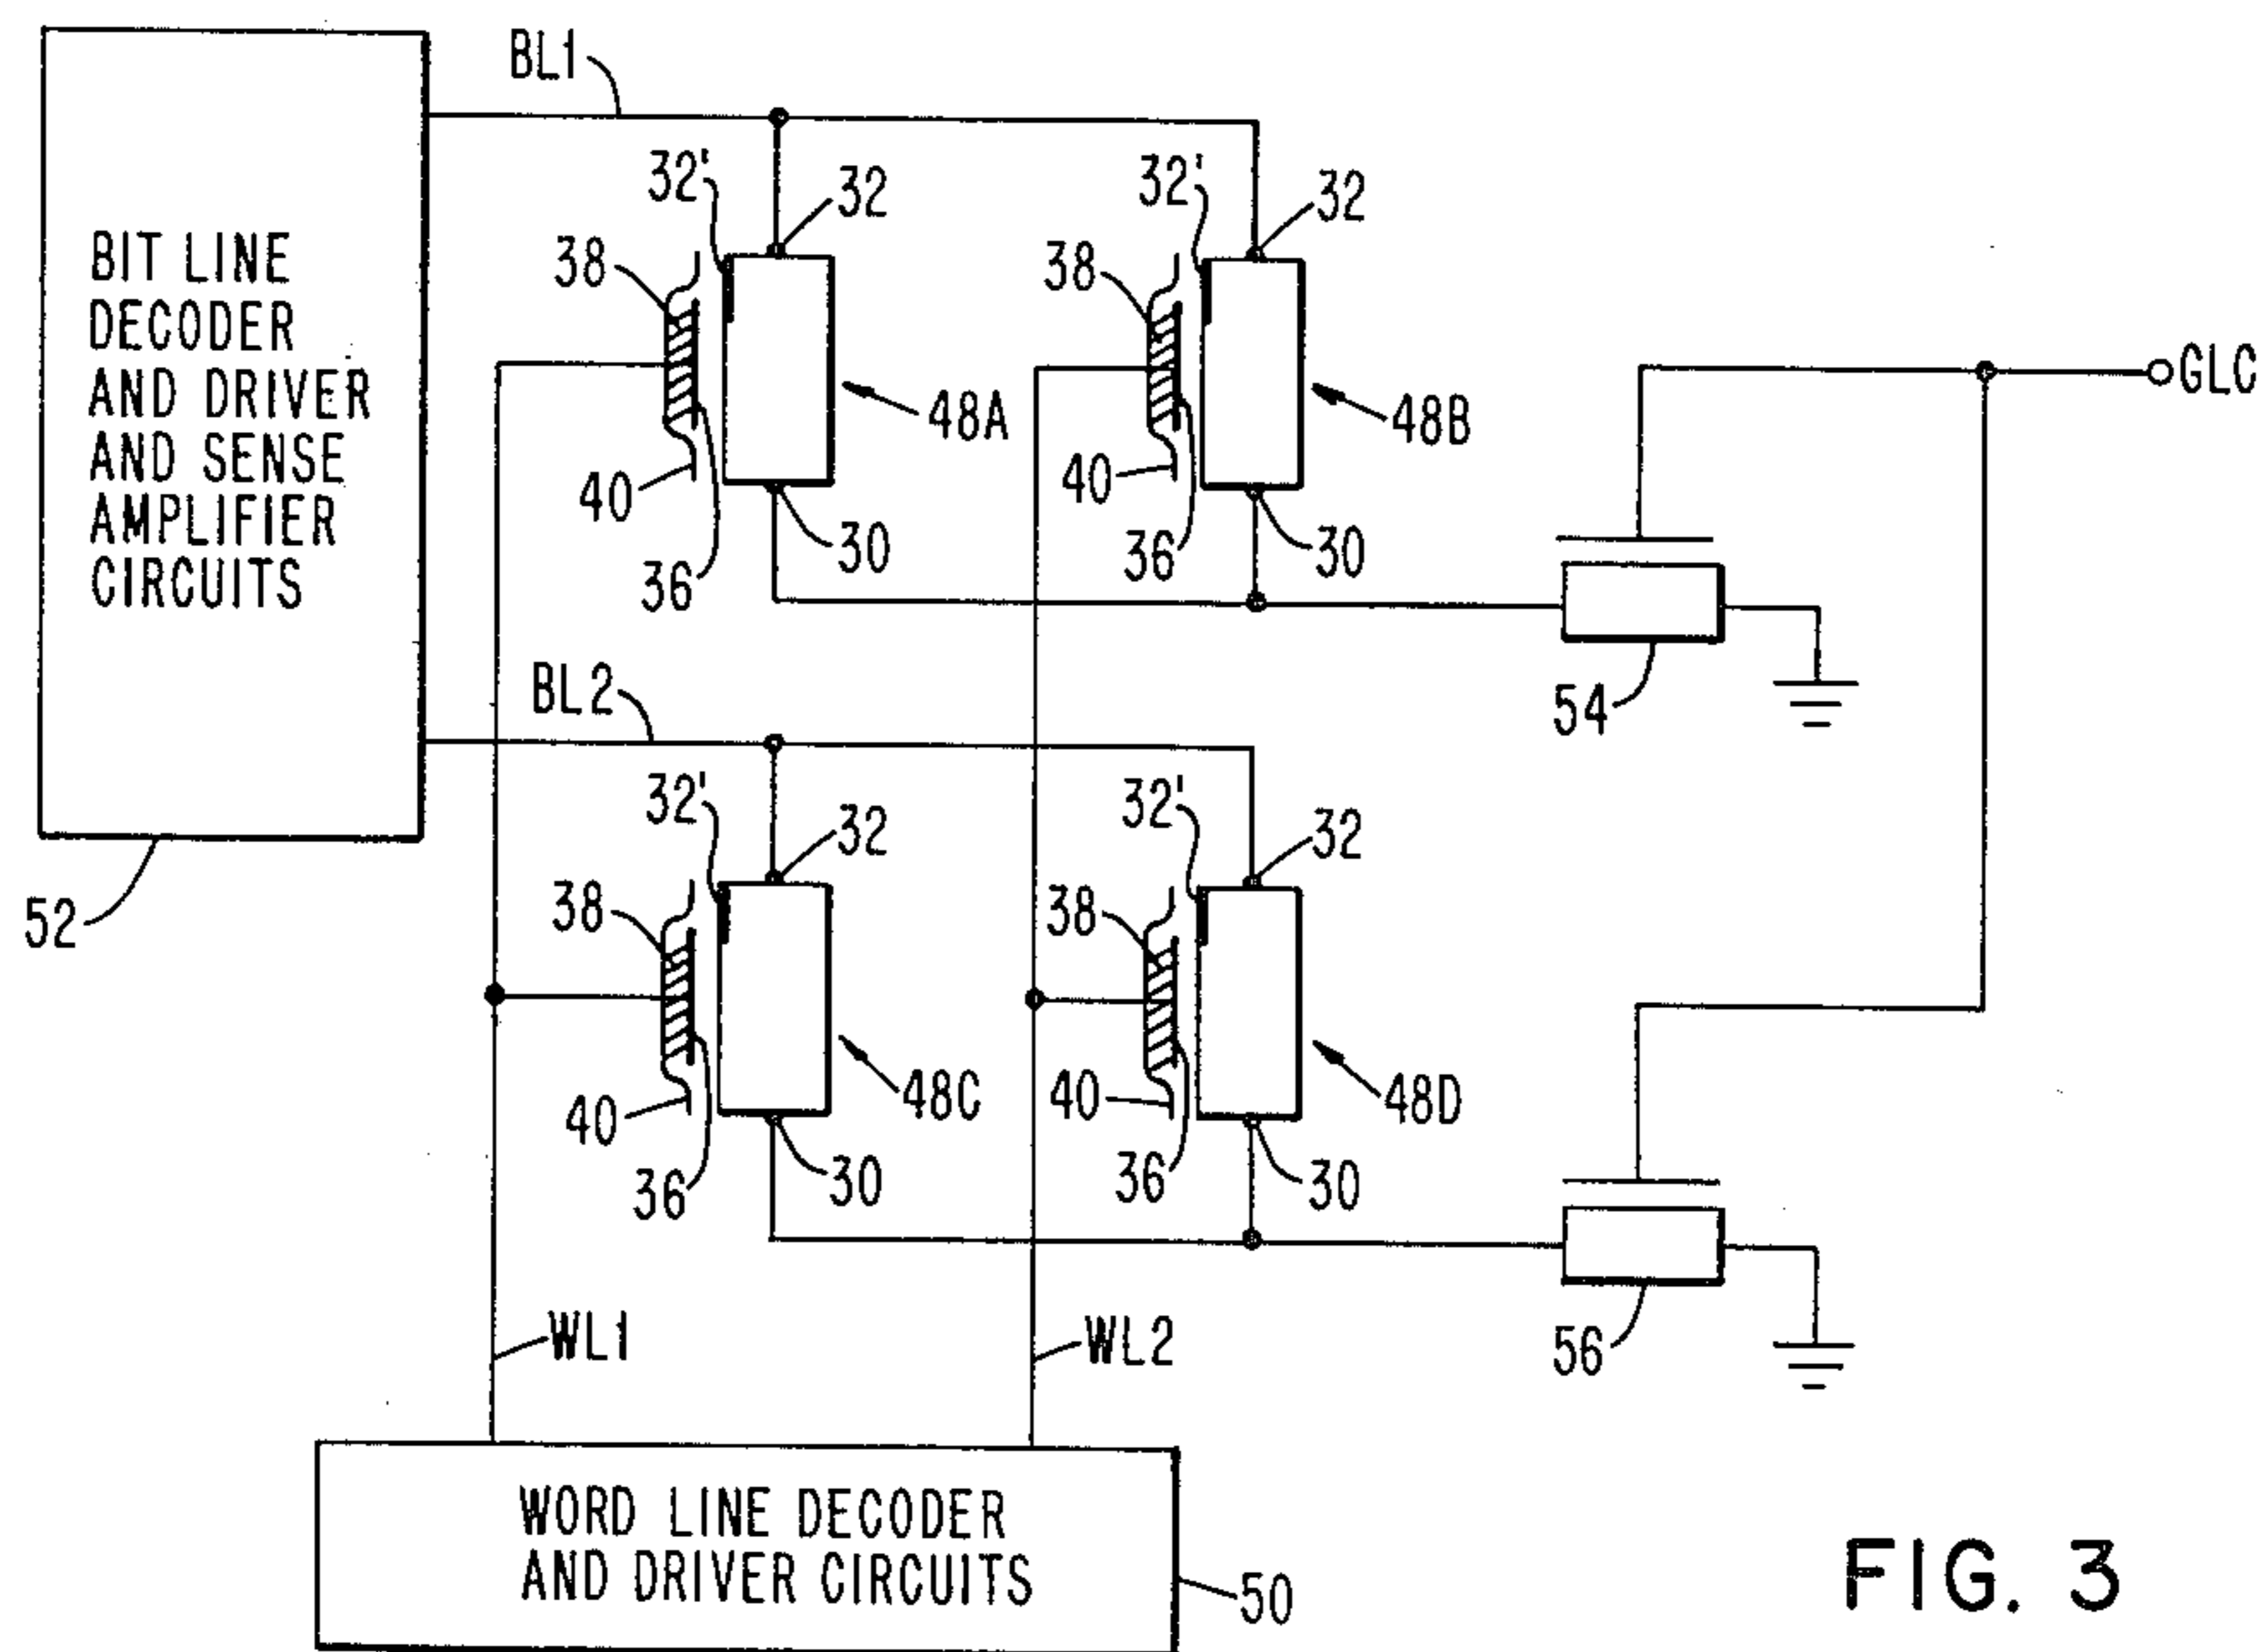 BL1
32'
32
32'
32
38
38
BIT LINE
DECODER
AND DRIVER
AND SENSE
AMPLIFIER
CIRCUITS
GLC
48A
48B
40
40
36
30
36
30
54
BL2
32'
32
32'
32
38
38
52
40
48C
40
48D
36
30
36
30
WL1
WL2
56
WORD LINE DECODER
AND DRIVER CIRCUITS
50
FIG. 3